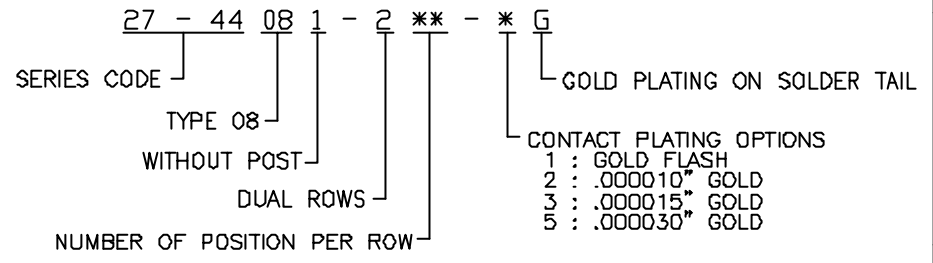 27 - 44 08 1 - 2 ** - * G
SERIES CODE
GOLD PLATING ON SOLDER TAIL
TYPE 08
CONTACT PLATING OPTIONS
1 : GOLD FLASH
2 : .000010" GOLD
3 : .000015" GOLD
5 : .000030" GOLD
WITHOUT POST
DUAL ROWS
NUMBER OF POSITION PER ROW